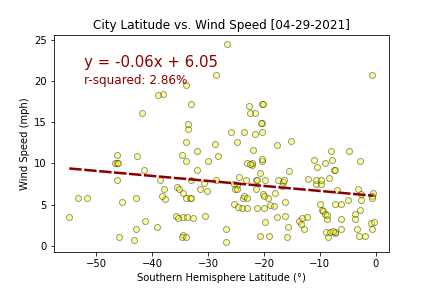 City Latitude vs. Wind Speed [04-29-2021]
25
20
15
10
5
0
Wind Speed (mph)
y = -0.06x + 6.05
r-squared: 2.86%
−50
−40
−30
−20
−10
0
Southern Hemisphere Latitude (°)